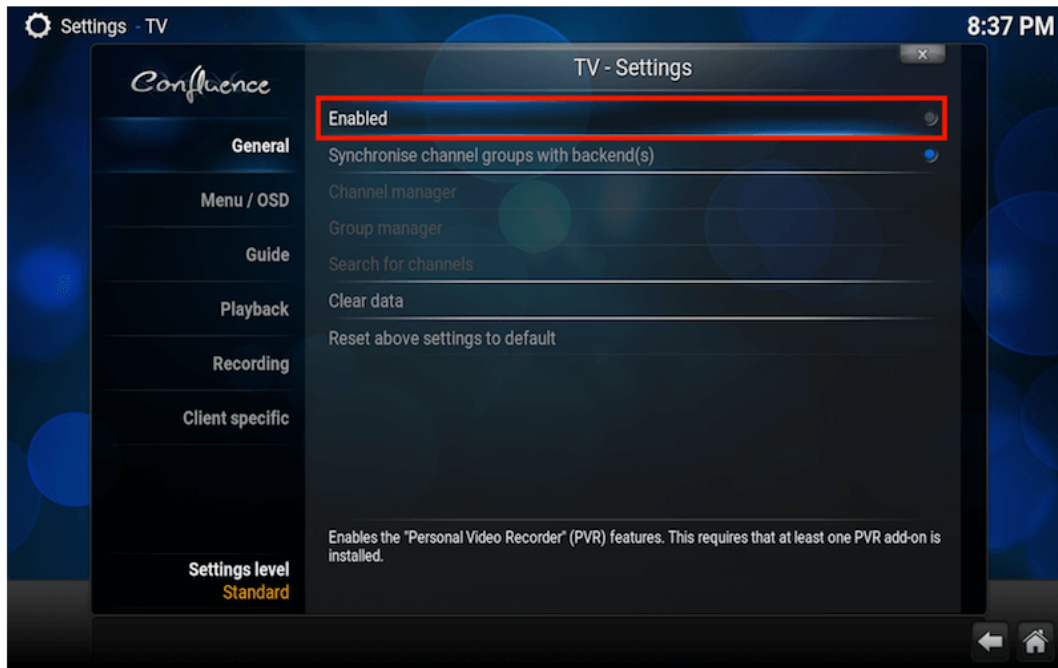 Settings - TV
8:37 PM
Confluence
TV - Settings
x
General
Menu / OSD
Guide
Playback
Recording
Client specific
Settings level
Standard
Enabled
Synchronise channel groups with backend(s)
Channel manager
Group manager
Search for channels
Clear data
Reset above settings to default
Enables the "Personal Video Recorder" (PVR) features. This requires that at least one PVR add-on is
installed.